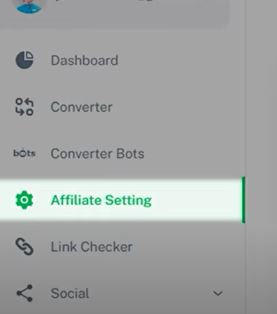 Dashboard
Converter
bots Converter Bots
Affiliate Setting
Link Checker
Social